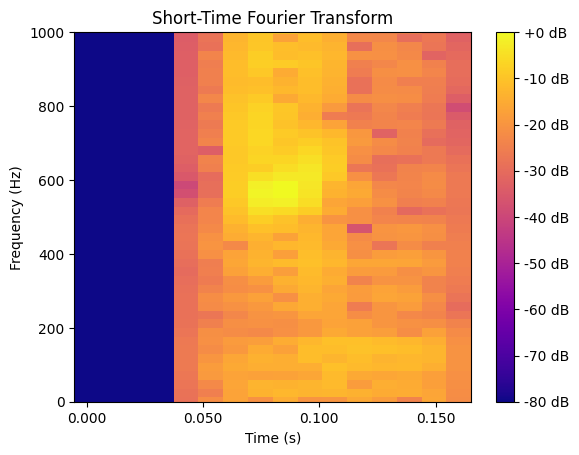 Short-Time Fourier Transform
Frequency (Hz)
1000
800
600
400
200
0
0.000
0.050
0.100
0.150
Time (s)
+0 dB
-10 dB
-20 dB
-30 dB
-40 dB
-50 dB
-60 dB
-70 dB
-80 dB